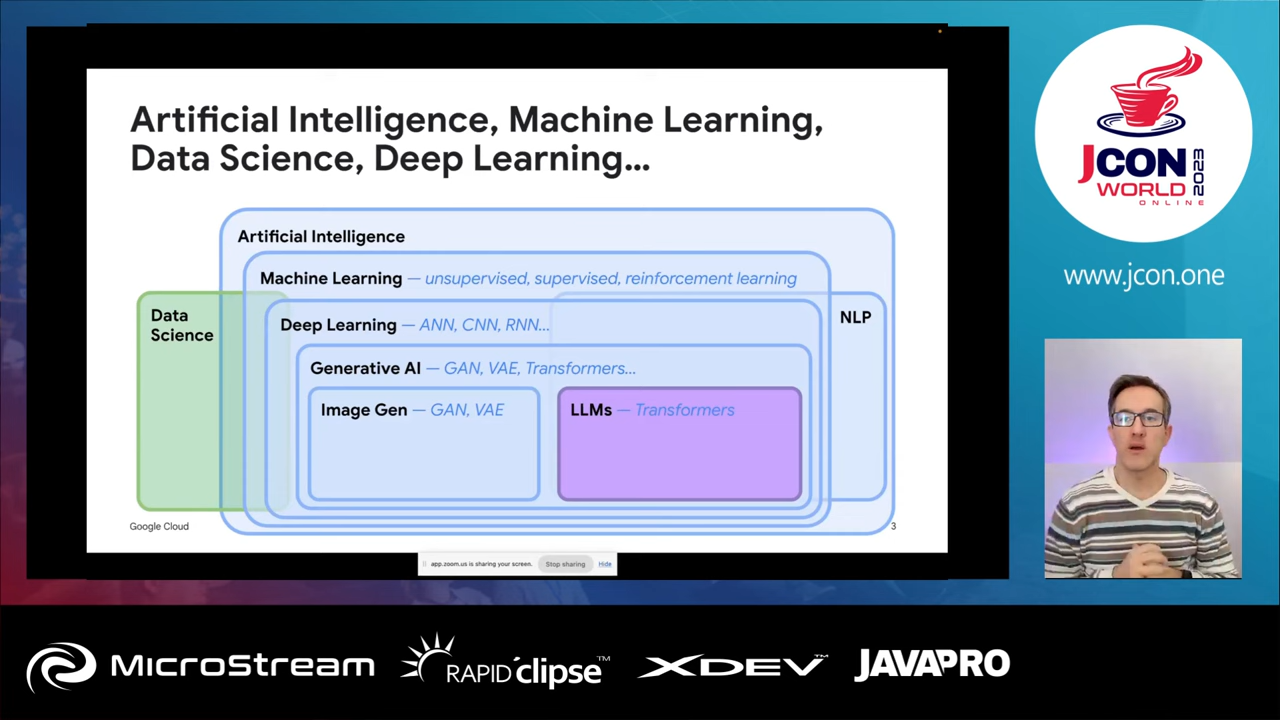 Artificial Intelligence, Machine Learning,
Data Science, Deep Learning...
Artificial Intelligence
Machine Learning — unsupervised, supervised, reinforcement learning
Data
Science
Deep Learning — ANN, CNN, RNN...
NLP
Generative AI — GAN, VAE, Transformers...
Image Gen — GAN, VAE
LLMs — Transformers
Google Cloud
3
app.zoom.us is sharing your screen. Stop sharing Hide
JCON
WORLD
ONLINE
2023
www.jcon.one
MICROSTREAM
RAPIDclipse™
XDEV™
JAVAPRO